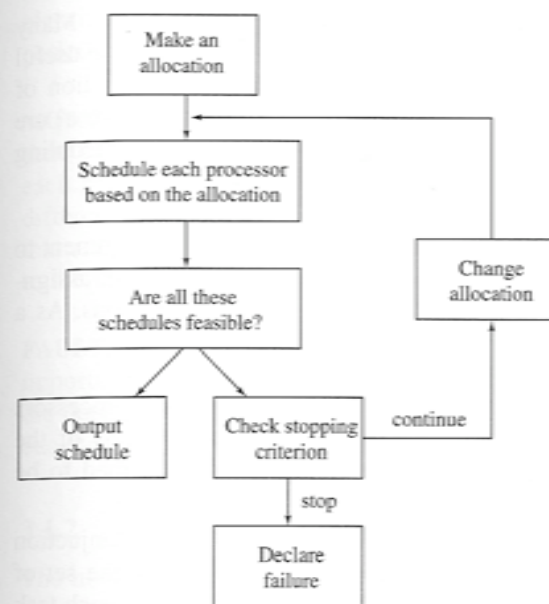 Make an
allocation
Schedule each processor
based on the allocation
Are all these
schedules feasible?
Change
allocation
Output
schedule
Check stopping
criterion
continue
stop
Declare
failure